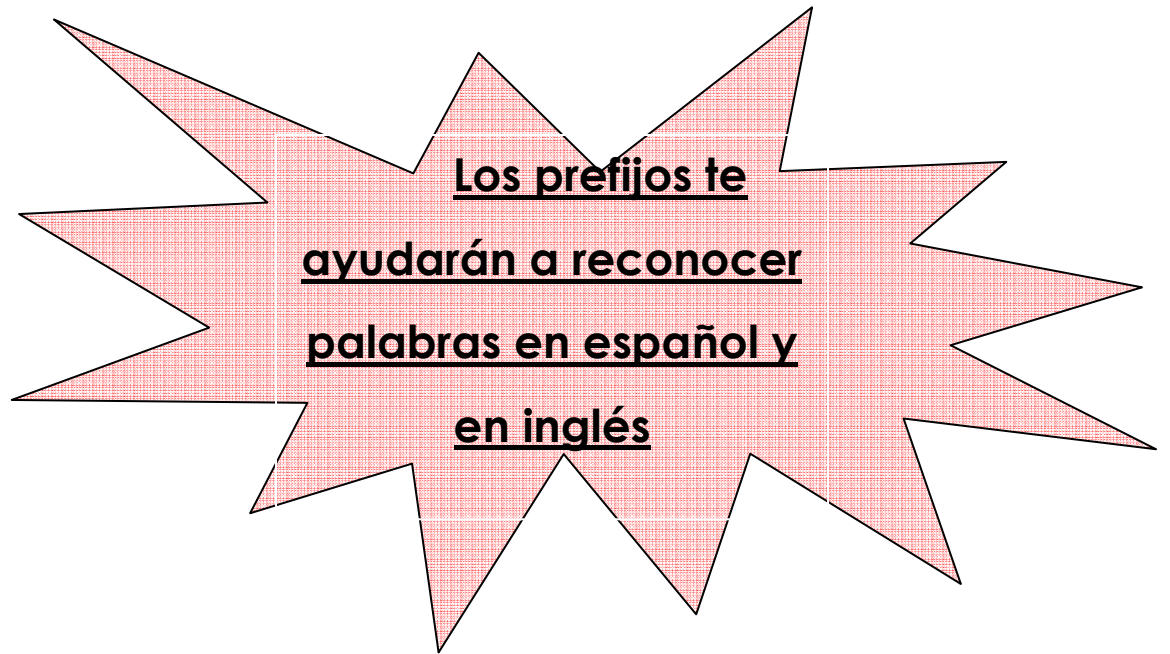 Los prefijos te
ayudarán a reconocer
palabras en español y
en inglés